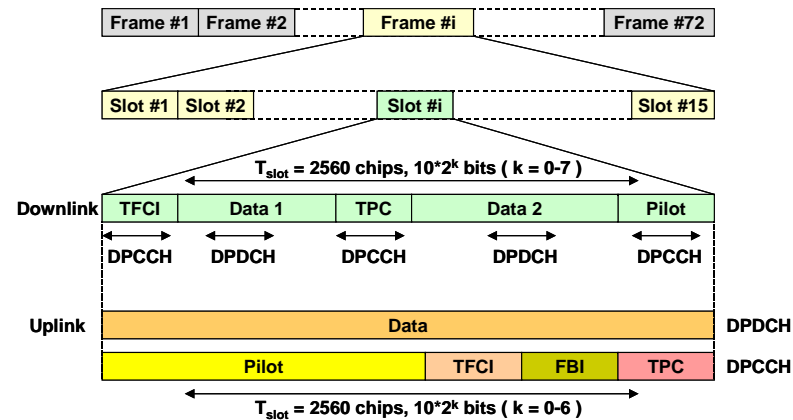 Frame #1 Frame #2 Frame #i Frame #72
Slot #1 Slot #2 Slot #i Slot #15
Tslot = 2560 chips, 10*2^k bits ( k = 0-7 )
Downlink TFCI Data 1 TPC Data 2 Pilot
DPCCH DPDCH DPCCH DPDCH DPCCH
Uplink Data DPDCH
Pilot TFCI FBI TPC DPCCH
Tslot = 2560 chips, 10*2^k bits ( k = 0-6 )